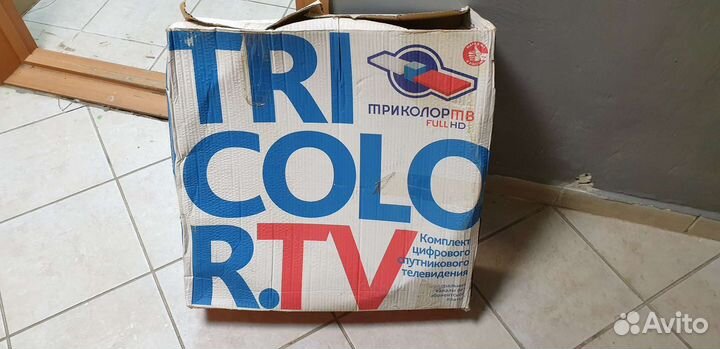 TRI
COLO
R.TV
ТРИКОЛОР ТВ
FULL HD
Комплект
цифрового
спутникового
телевидения
Avito